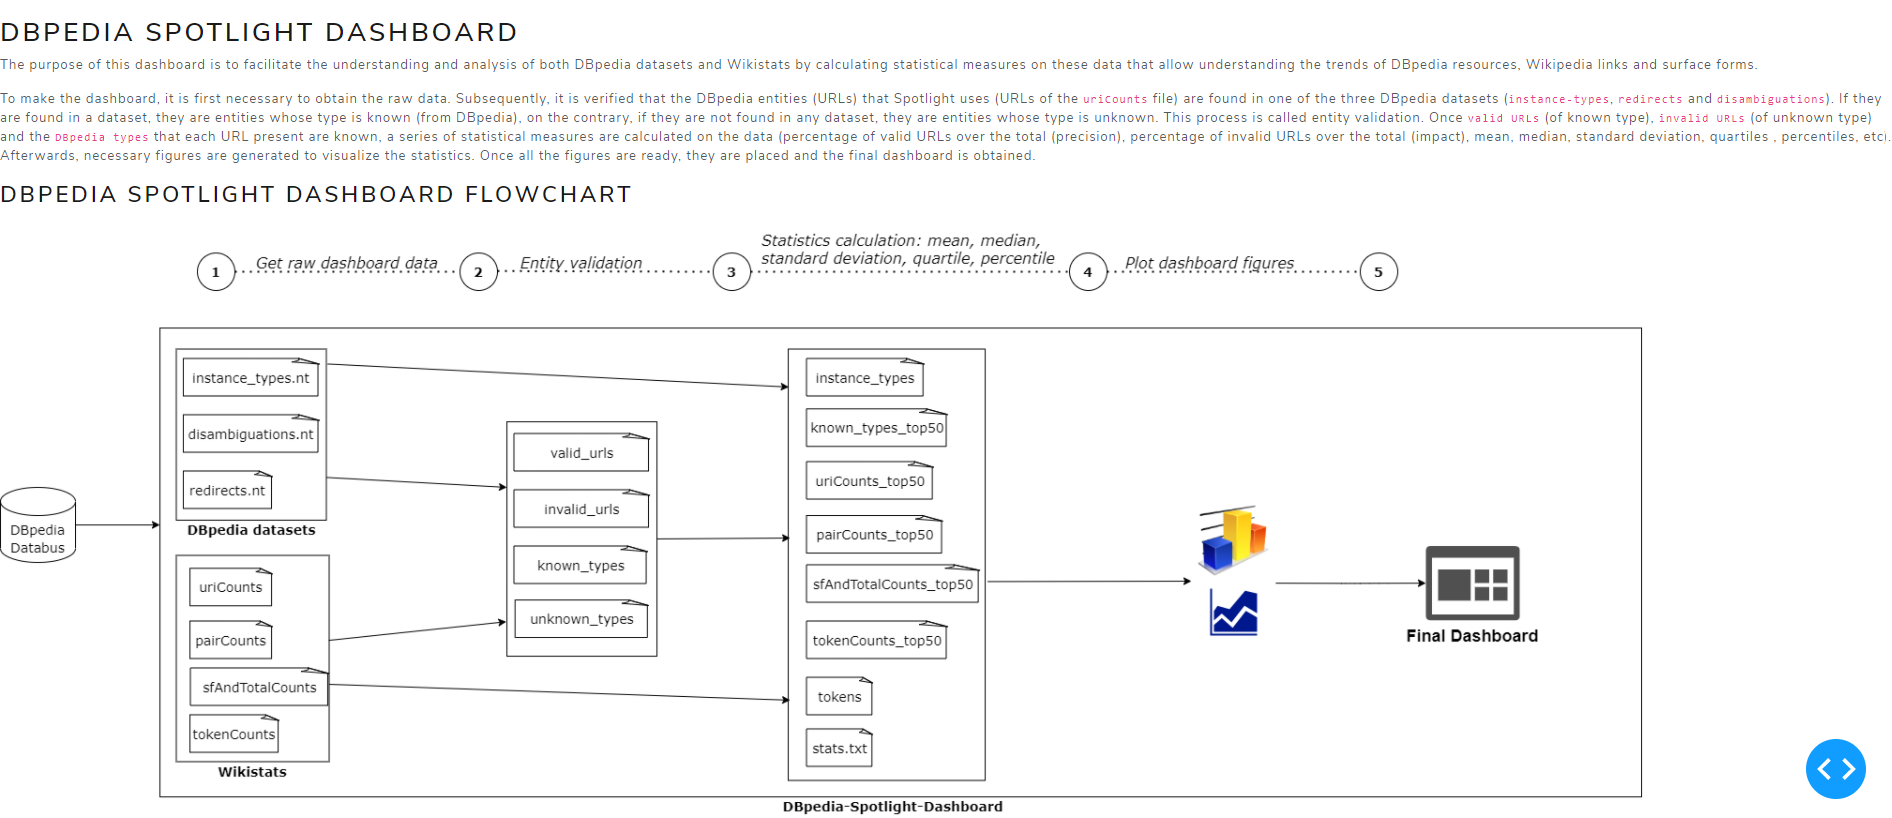 DBPEDIA SPOTLIGHT DASHBOARD
The purpose of this dashboard is to facilitate the understanding and analysis of both DBpedia datasets and Wikistats by calculating statistical measures on these data that allow understanding the trends of DBpedia resources, Wikipedia links and surface forms.
To make the dashboard, it is first necessary to obtain the raw data. Subsequently, it is verified that the DBpedia entities (URLs) that Spotlight uses (URLs of the uricounts file) are found in one of the three DBpedia datasets (instance-types, redirects and disambiguations). If they
are found in a dataset, they are entities whose type is known (from DBpedia), on the contrary, if they are not found in any dataset, they are entities whose type is unknown. This process is called entity validation. Once valid URLs (of known type), invalid URLs (of unknown type)
and the DBpedia types that each URL present are known, a series of statistical measures are calculated on the data (percentage of valid URLs over the total (precision), percentage of invalid URLs over the total (impact), mean, median, standard deviation, quartiles , percentiles, etc).
Afterwards, necessary figures are generated to visualize the statistics. Once all the figures are ready, they are placed and the final dashboard is obtained.
DBPEDIA SPOTLIGHT DASHBOARD FLOWCHART
1
Get raw dashboard data
2
Entity validation
3
Statistics calculation: mean, median,
standard deviation, quartile, percentile
4
Plot dashboard figures
5
DBpedia
Databus
instance_types.nt
disambiguations.nt
redirects.nt
DBpedia datasets
uriCounts
pairCounts
sfAndTotalCounts
tokenCounts
Wikistats
valid_urls
invalid_urls
known_types
unknown_types
instance_types
known_types_top50
uriCounts_top50
pairCounts_top50
sfAndTotalCounts_top50
tokenCounts_top50
tokens
stats.txt
Final Dashboard
DBpedia-Spotlight-Dashboard